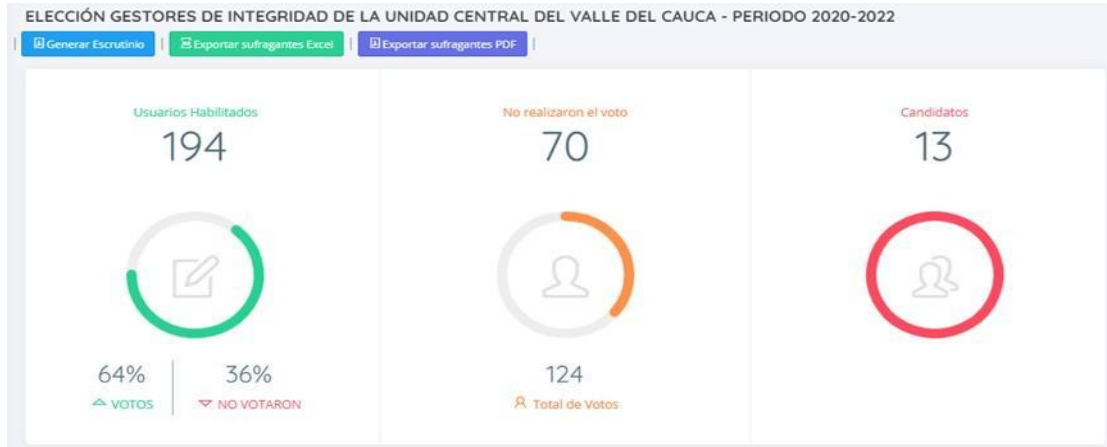 ELECCIÓN GESTORES DE INTEGRIDAD DE LA UNIDAD CENTRAL DEL VALLE DEL CAUCA - PERIODO 2020-2022
| Generar Escrutinio | Exportar sufragantes Excel | Exportar sufragantes PDF |
Usuarios Habilitados
194
64% 36%
VOTOS NO VOTARON
No realizaron el voto
70
124
Total de Votos
Candidatos
13